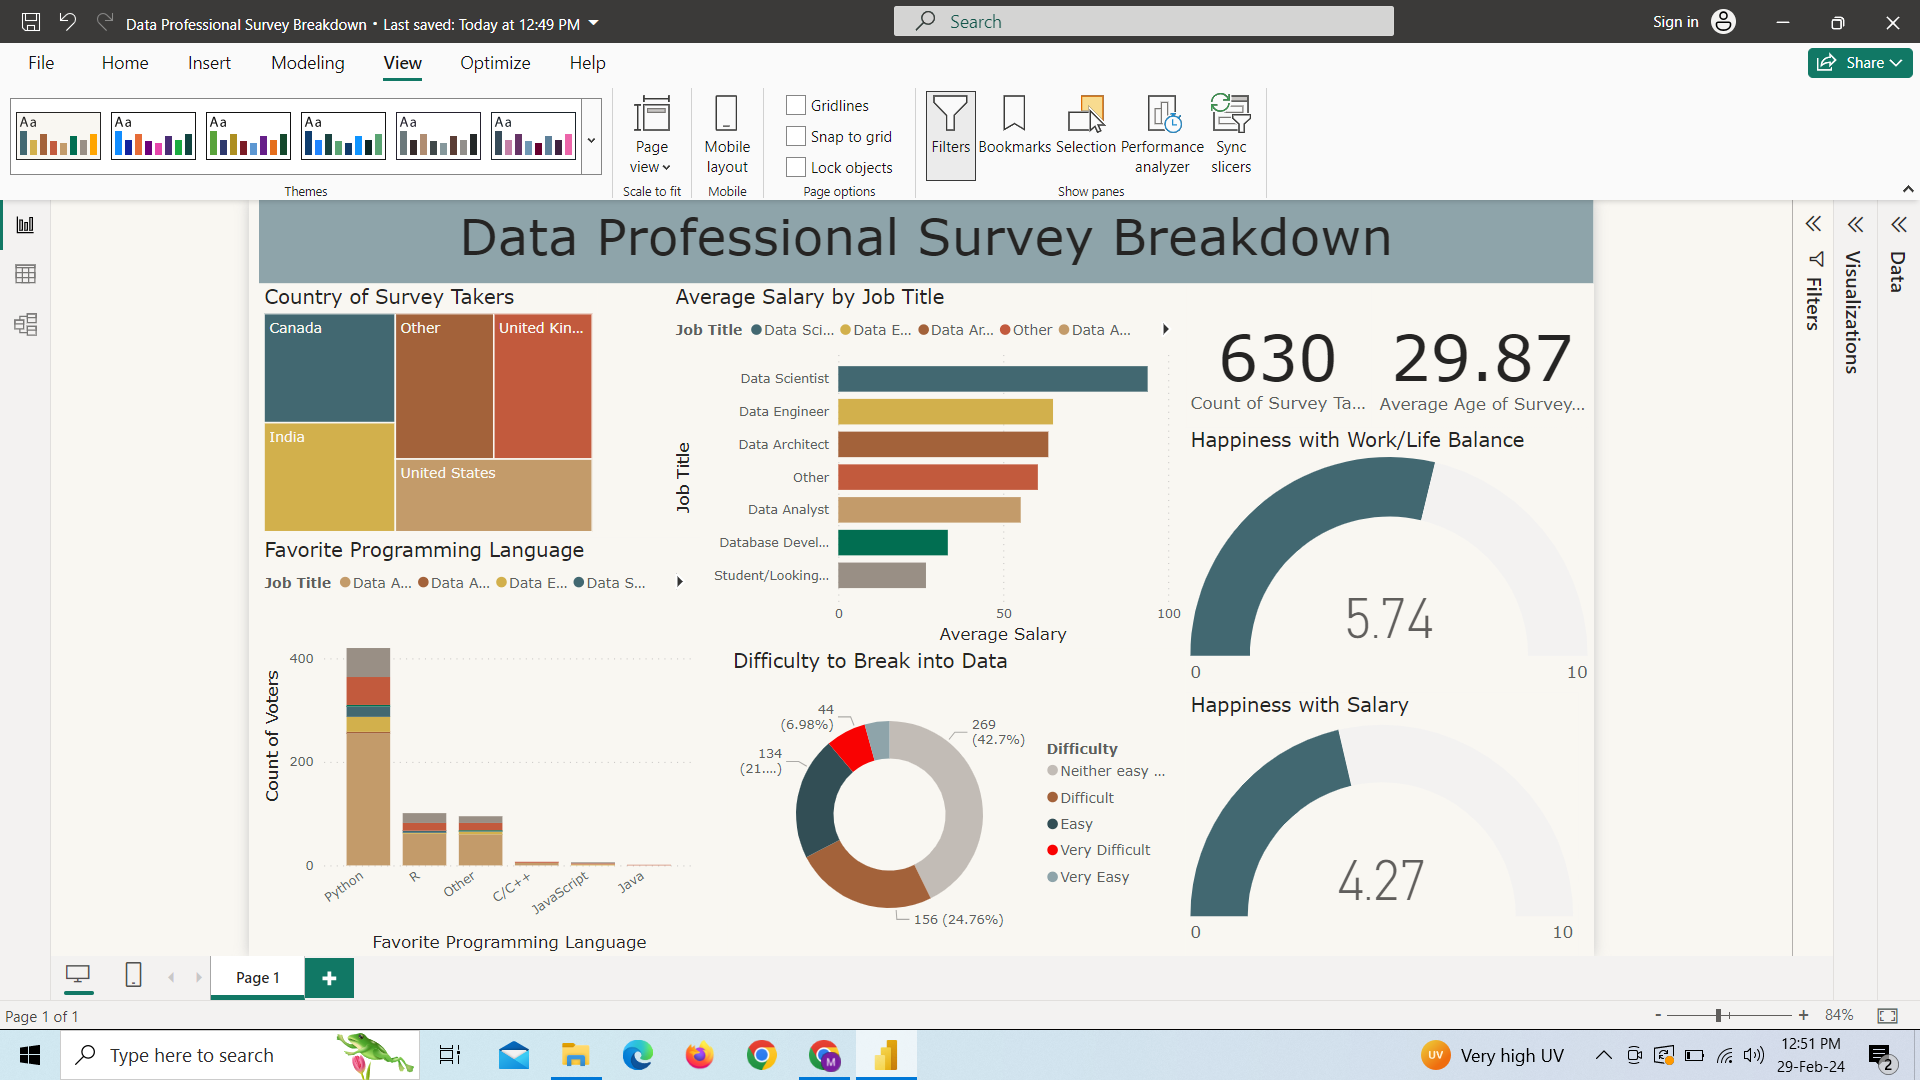 Data Professional Survey Breakdown • Last saved: Today at 12:49 PM
Search
Sign in
File Home Insert Modeling View Optimize Help
Share
Aa Aa Aa Aa Aa Aa
Themes
Page view
Scale to fit
Mobile layout
Mobile
Gridlines
Snap to grid
Lock objects
Page options
Filters
Bookmarks
Selection
Performance analyzer
Sync slicers
Show panes
Data Professional Survey Breakdown
Country of Survey Takers
Canada
Other
United Kin...
India
United States
Favorite Programming Language
Job Title Data A... Data A... Data E... Data S...
Count of Voters
400
200
0
Python
R
Other
C/C++
JavaScript
Java
Favorite Programming Language
Average Salary by Job Title
Job Title Data Sci... Data E... Data Ar... Other Data A...
Job Title
Data Scientist
Data Engineer
Data Architect
Other
Data Analyst
Database Devel...
Student/Looking...
0 50 100
Average Salary
Difficulty to Break into Data
44
(6.98%)
269
(42.7%)
134
(21....)
156 (24.76%)
Difficulty
Neither easy ...
Difficult
Easy
Very Difficult
Very Easy
630
Count of Survey Ta...
29.87
Average Age of Survey...
Happiness with Work/Life Balance
5.74
0 10
Happiness with Salary
4.27
0 10
Filters
Visualizations
Data
Page 1
Page 1 of 1
- + 84%
Type here to search
M
UV
Very high UV
12:51 PM
29-Feb-24
2